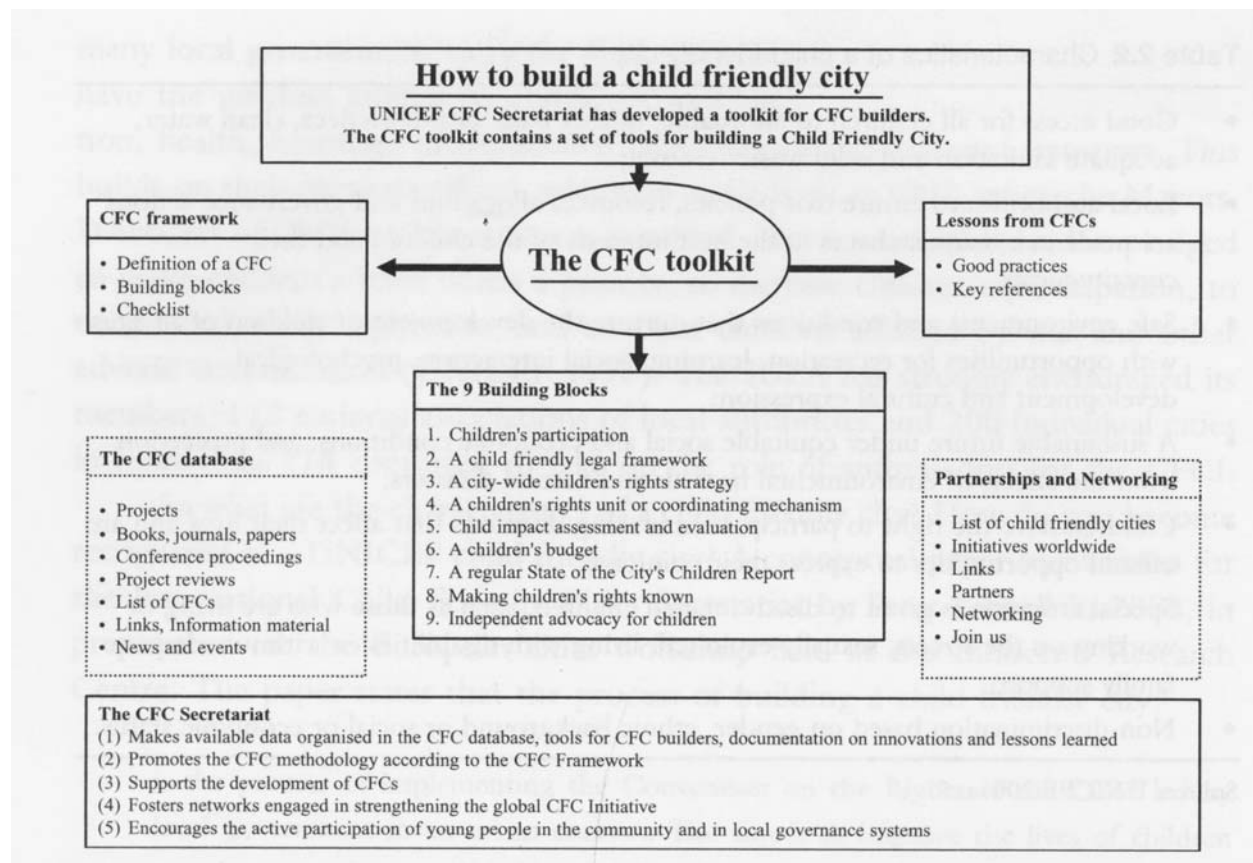 How to build a child friendly city
UNICEF CFC Secretariat has developed a toolkit for CFC builders.
The CFC toolkit contains a set of tools for building a Child Friendly City.
CFC framework
• Definition of a CFC
• Building blocks
• Checklist
The CFC toolkit
Lessons from CFCs
• Good practices
• Key references
The 9 Building Blocks
1. Children's participation
2. A child friendly legal framework
3. A city-wide children's rights strategy
4. A children's rights unit or coordinating mechanism
5. Child impact assessment and evaluation
6. A children's budget
7. A regular State of the City's Children Report
8. Making children's rights known
9. Independent advocacy for children
The CFC database
• Projects
• Books, journals, papers
• Conference preceedings
• Project reviews
• List of CFCs
• Links, Information material
• News and events
Partnerships and Networking
• List of child friendly cities
• Initiatives worldwide
• Links
• Partners
• Networking
• Join us
The CFC Secretariat
(1) Makes available data organised in the CFC database, tools for CFC builders, documentation on innovations and lessons learned
(2) Promotes the CFC methodology according to the CFC Framework
(3) Supports the development of CFCs
(4) Fosters networks engaged in strengthening the global CFC Initiative
(5) Encourages the active participation of young people in the community and in local governance systems